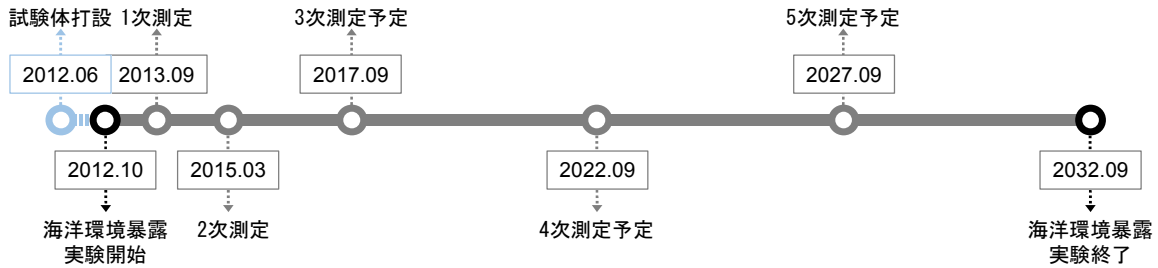 試験体打設 1次測定 3次測定予定 5次測定予定
2012.06 2013.09 2017.09 2027.09
2012.10 2015.03 2022.09 2032.09
海洋環境暴露 2次測定 4次測定予定 海洋環境暴露
実験開始 実験終了